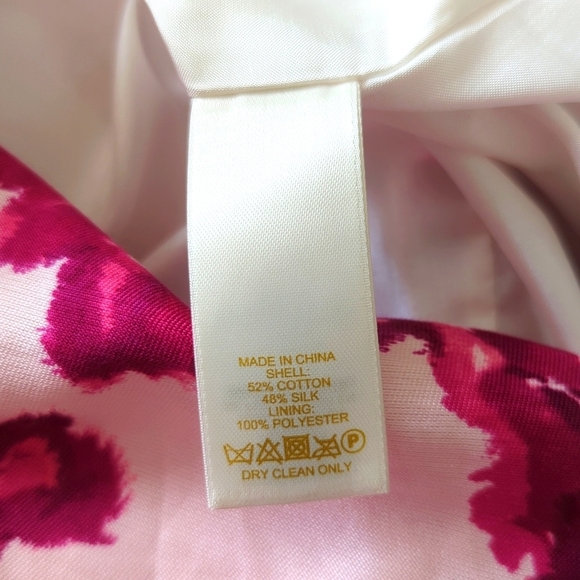 MADE IN CHINA
SHELL:
52% COTTON
48% SILK
LINING:
100% POLYESTER
P
DRY CLEAN ONLY